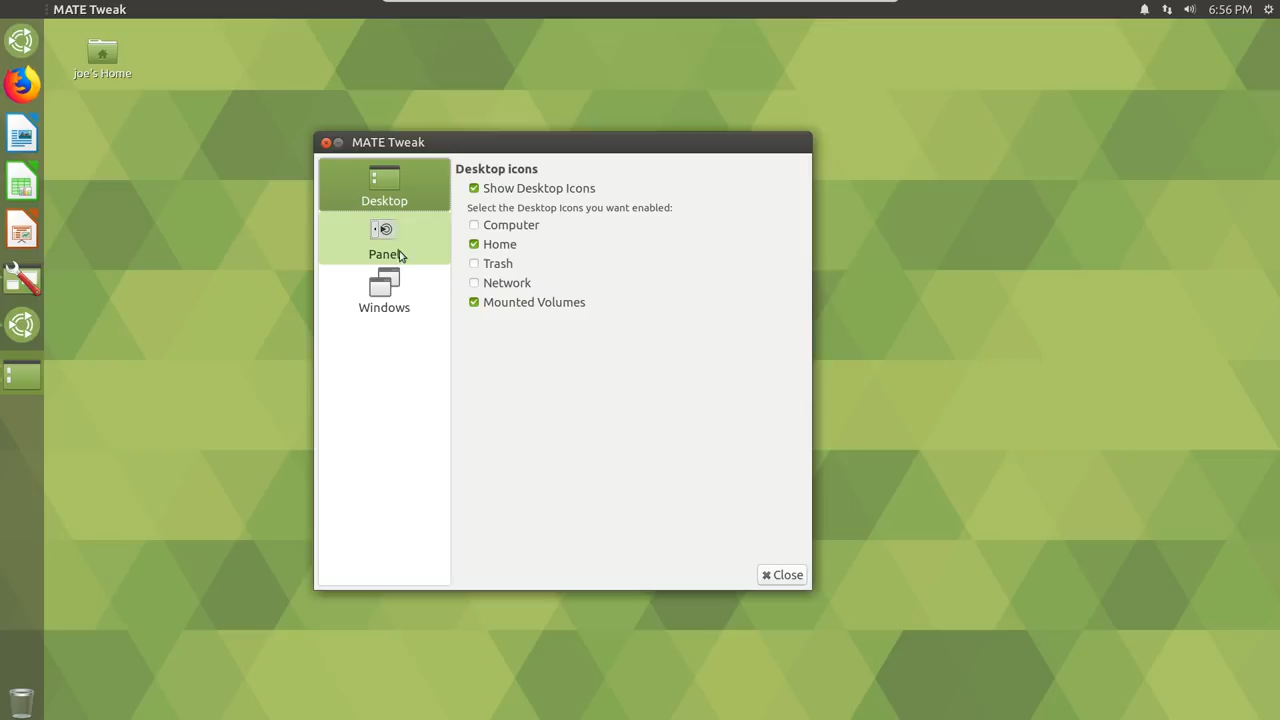 MATE Tweak
6:56 PM
joe's Home
MATE Tweak
Desktop
Panel
Windows
Desktop icons
Show Desktop Icons
Select the Desktop Icons you want enabled:
Computer
Home
Trash
Network
Mounted Volumes
Close